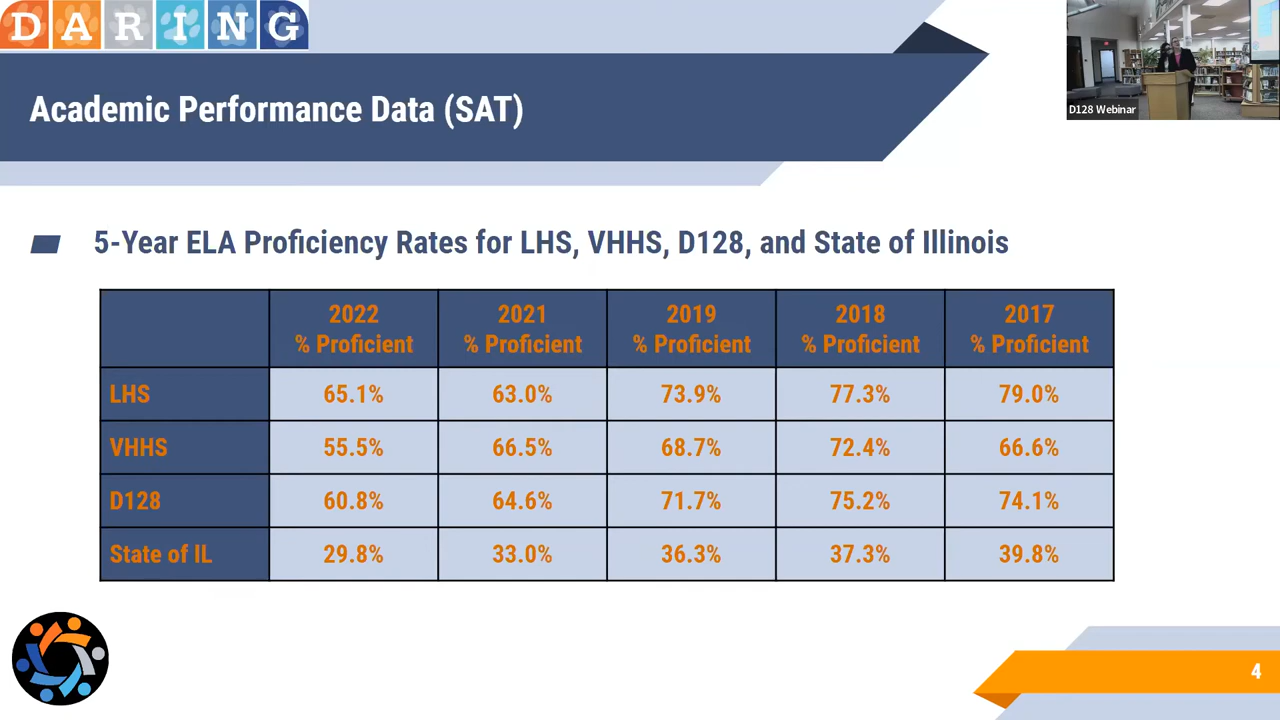 DARING
D128 Webinar
Academic Performance Data (SAT)
5-Year ELA Proficiency Rates for LHS, VHHS, D128, and State of Illinois
2022 2021 2019 2018 2017
% Proficient % Proficient % Proficient % Proficient % Proficient
LHS 65.1% 63.0% 73.9% 77.3% 79.0%
VHHS 55.5% 66.5% 68.7% 72.4% 66.6%
D128 60.8% 64.6% 71.7% 75.2% 74.1%
State of IL 29.8% 33.0% 36.3% 37.3% 39.8%
4